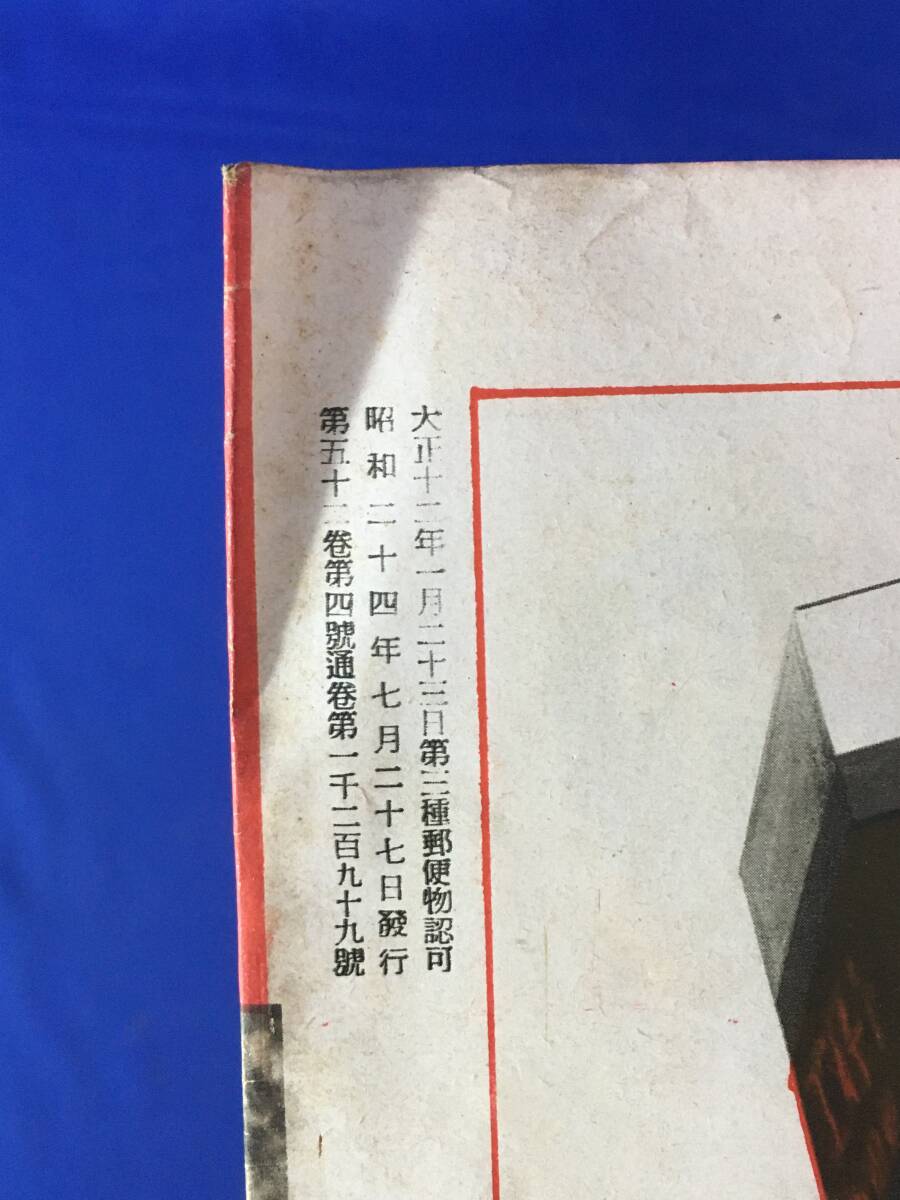 大正十二年一月二十三日第三種郵便物認可
昭和二十四年七月二十七日發行
第五十二卷第四號通卷第一千二百九十九號